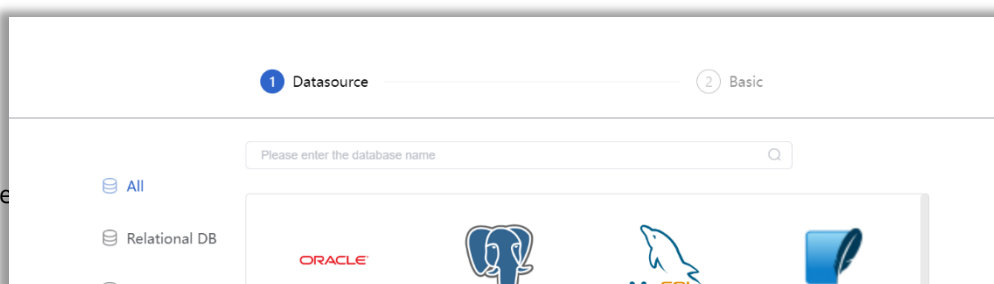 1 Datasource
2 Basic
Please enter the database name
All
Relational DB
ORACLE